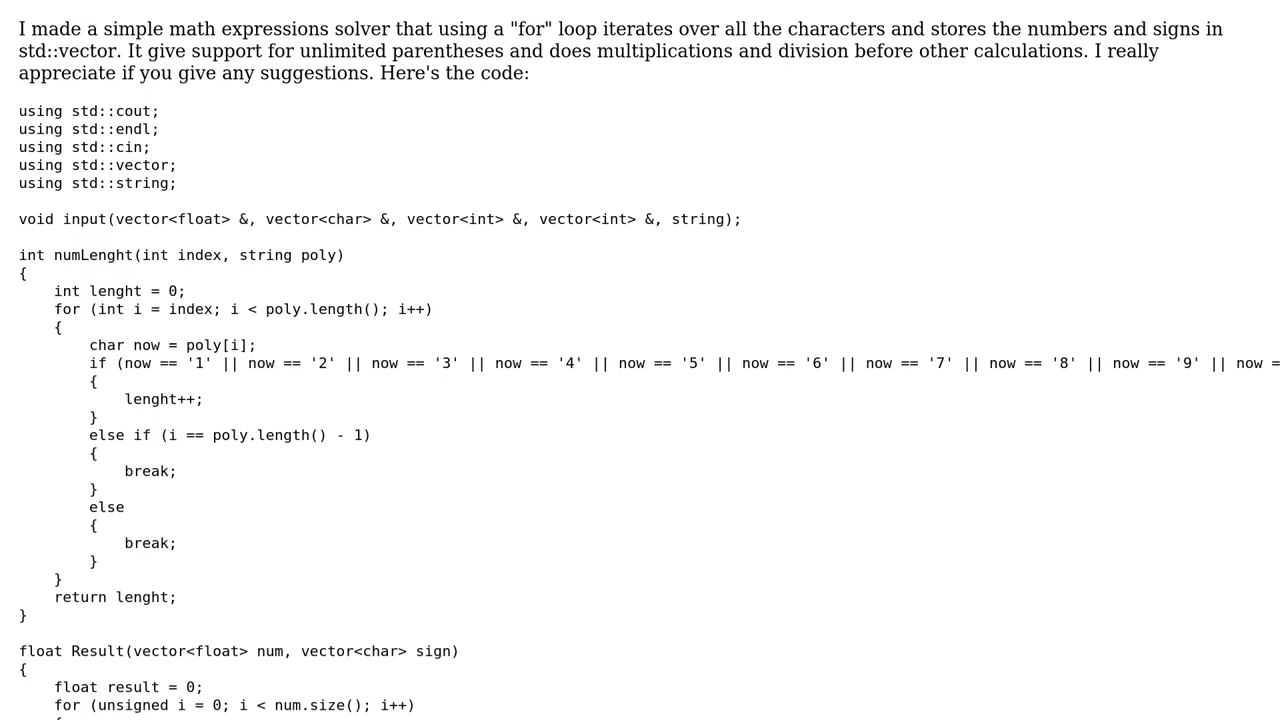 I made a simple math expressions solver that using a "for" loop iterates over all the characters and stores the numbers and signs in
std::vector. It give support for unlimited parentheses and does multiplications and division before other calculations. I really
appreciate if you give any suggestions. Here's the code:
using std::cout;
using std::endl;
using std::cin;
using std::vector;
using std::string;
void input(vector<float> &, vector<char> &, vector<int> &, vector<int> &, string);
int numLenght(int index, string poly)
{
    int lenght = 0;
    for (int i = index; i < poly.length(); i++)
    {
        char now = poly[i];
        if (now == '1' || now == '2' || now == '3' || now == '4' || now == '5' || now == '6' || now == '7' || now == '8' || now == '9' || now =
        {
            lenght++;
        }
        else if (i == poly.length() - 1)
        {
            break;
        }
        else
        {
            break;
        }
    }
    return lenght;
}
float Result(vector<float> num, vector<char> sign)
{
    float result = 0;
    for (unsigned i = 0; i < num.size(); i++)
    {